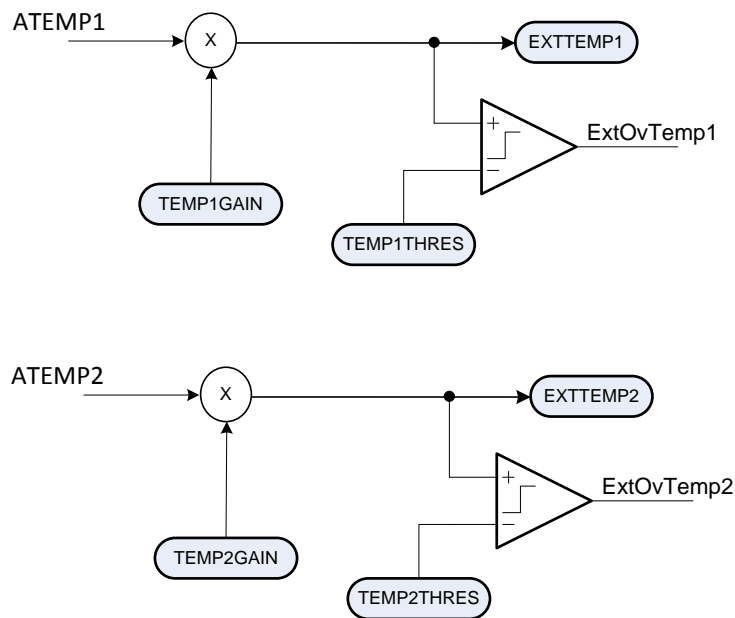 ATEMP1
X
EXTTEMP1
+
ExtOvTemp1
−
TEMP1GAIN
TEMP1THRES
ATEMP2
X
EXTTEMP2
+
ExtOvTemp2
−
TEMP2GAIN
TEMP2THRES